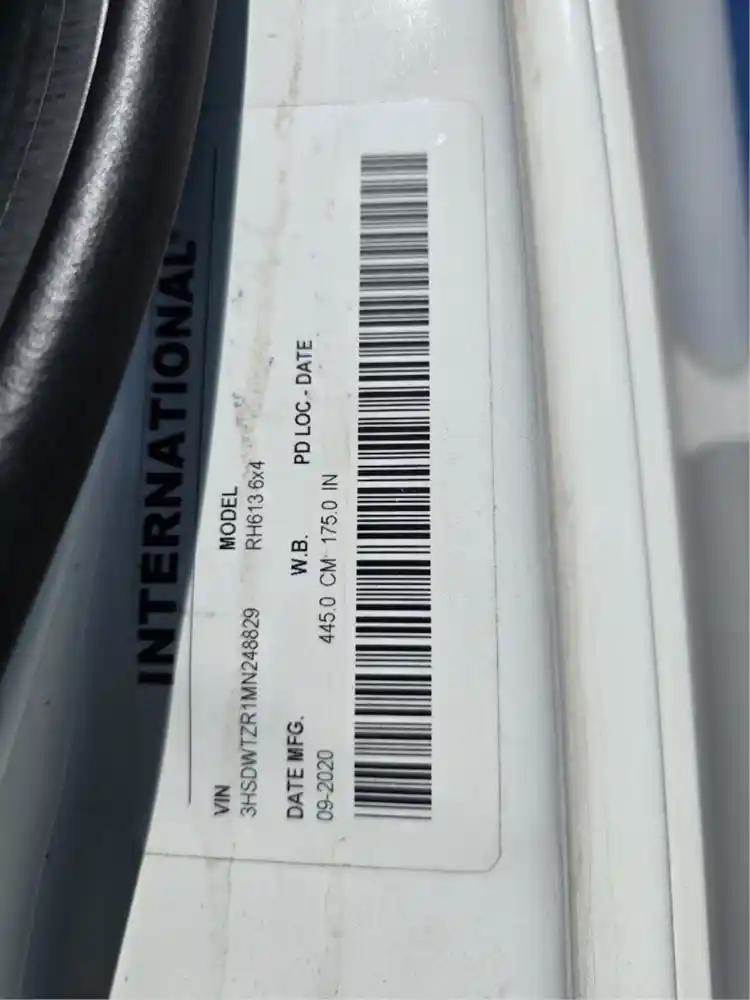 INTERNATIONAL®
VIN MODEL
3HSDWTZR1MN248829 RH613 6x4
DATE MFG. W.B. PD LOC.- DATE
09-2020 445.0 CM 175.0 IN